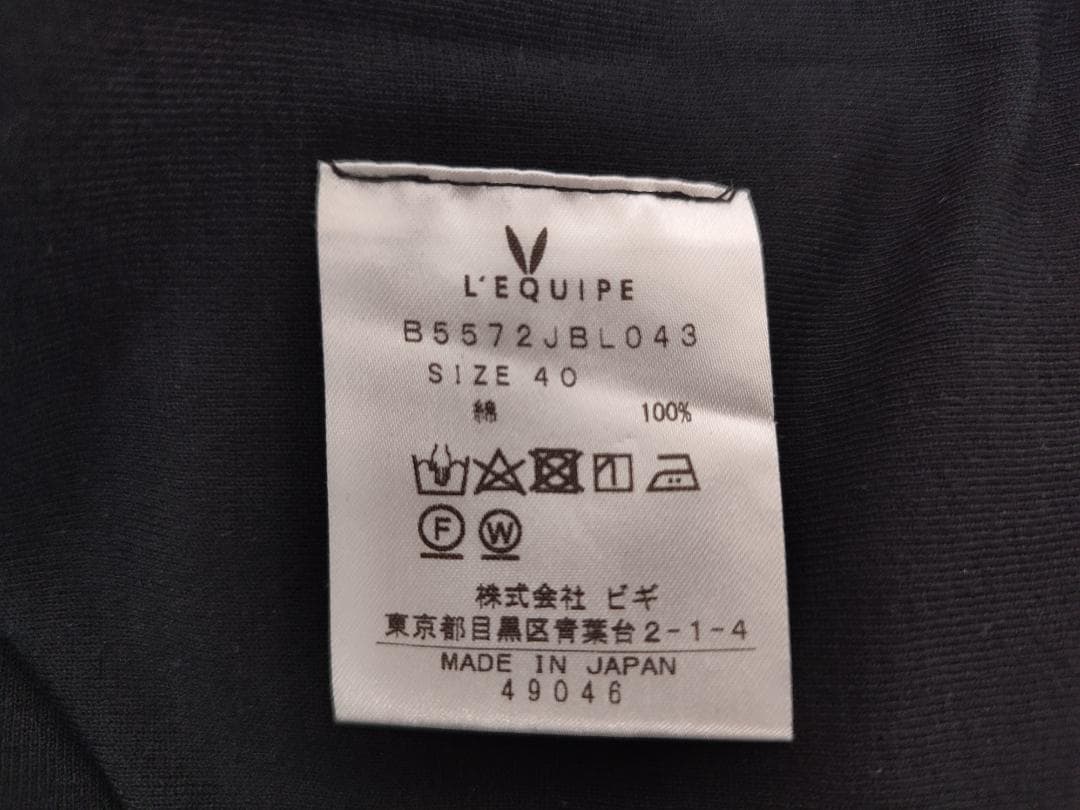 L'EQUIPE
B5572JBL043
SIZE 40
綿 100%
F W
株式会社 ビギ
東京都目黒区青葉台2-1-4
MADE IN JAPAN
49046